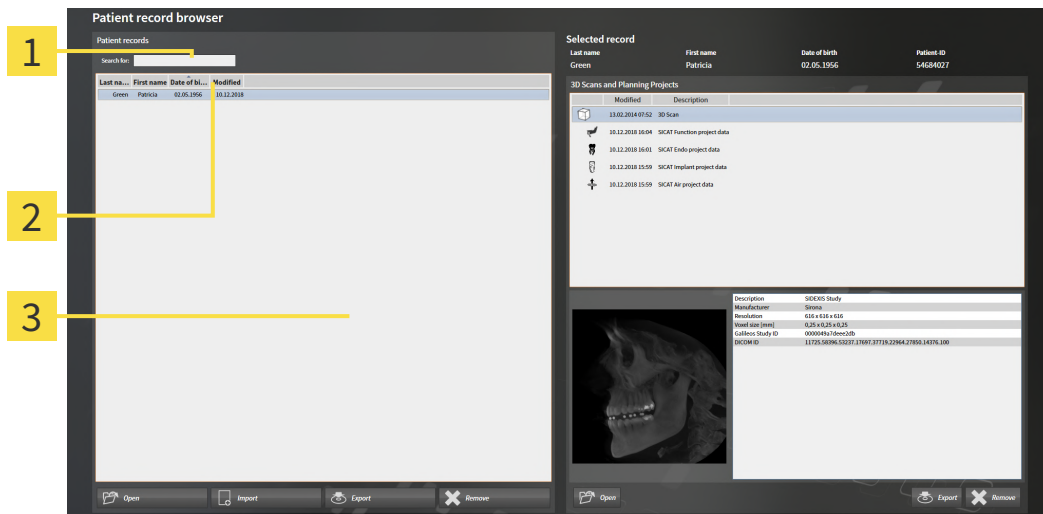 Patient record browser
Patient records
Search for:
Last na... First name Date of bi... Modified
Green Patricia 02.05.1956 10.12.2018
Open Import Export Remove
1
2
3
Selected record
Last name First name Date of birth Patient-ID
Green Patricia 02.05.1956 54684027
3D Scans and Planning Projects
Modified Description
13.02.2014 07:52 3D Scan
10.12.2018 16:04 SICAT Function project data
10.12.2018 16:01 SICAT Endo project data
10.12.2018 15:59 SICAT Implant project data
10.12.2018 15:59 SICAT Air project data
Description SIDEXIS Study
Manufacturer Sirona
Resolution 616 x 616 x 616
Voxel size [mm] 0,25 x 0,25 x 0,25
Galileos Study ID 0000049a7deee2db
DICOM ID 11725.58396.53237.17697.37719.22964.27850.14376.100
Open Export Remove